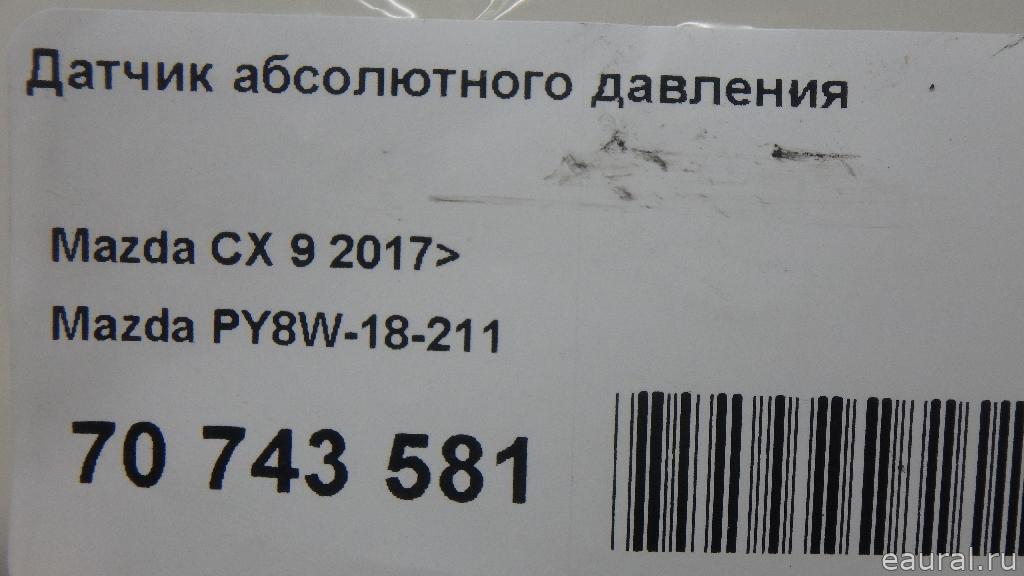 Датчик абсолютного давления
Mazda CX 9 2017>
Mazda PY8W-18-211
70 743 581
eaural.ru